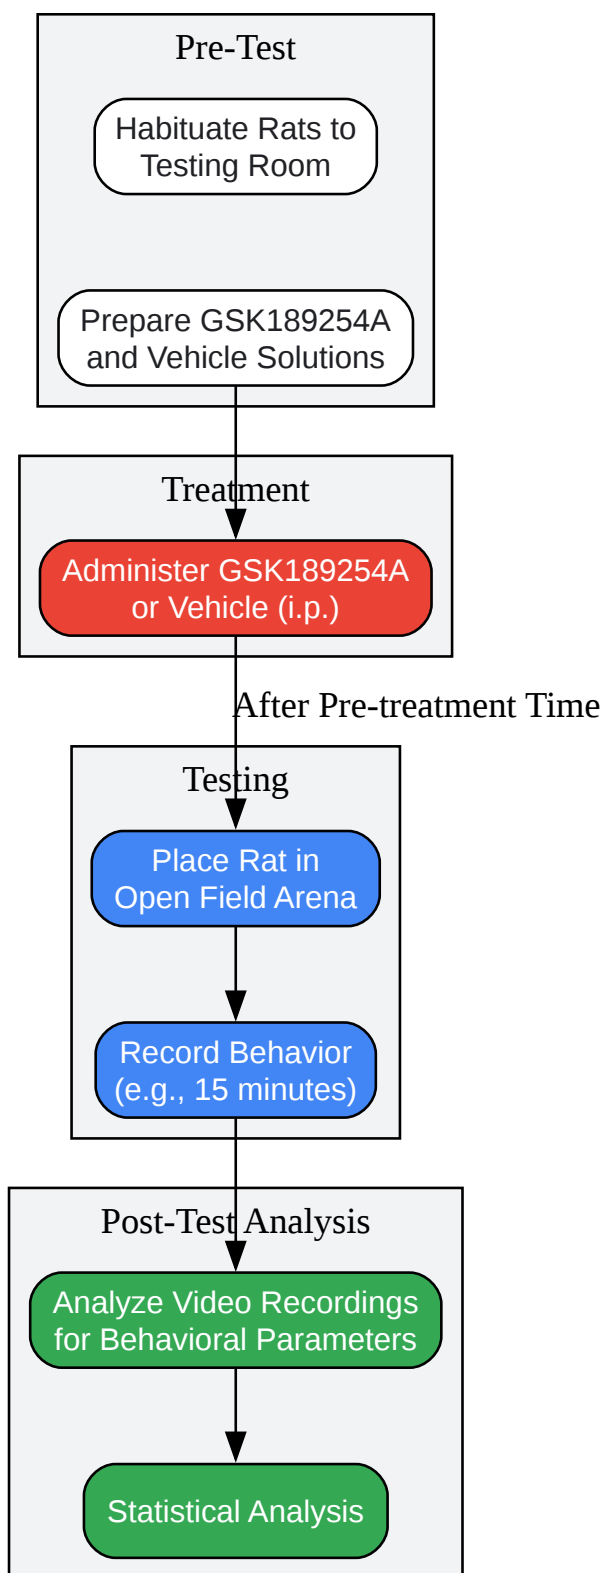 Pre-Test
Habituate Rats to
Testing Room
Prepare GSK189254A
and Vehicle Solutions
Treatment
Administer GSK189254A
or Vehicle (i.p.)
After Pre-treatment Time
Testing
Place Rat in
Open Field Arena
Record Behavior
(e.g., 15 minutes)
Post-Test Analysis
Analyze Video Recordings
for Behavioral Parameters
Statistical Analysis